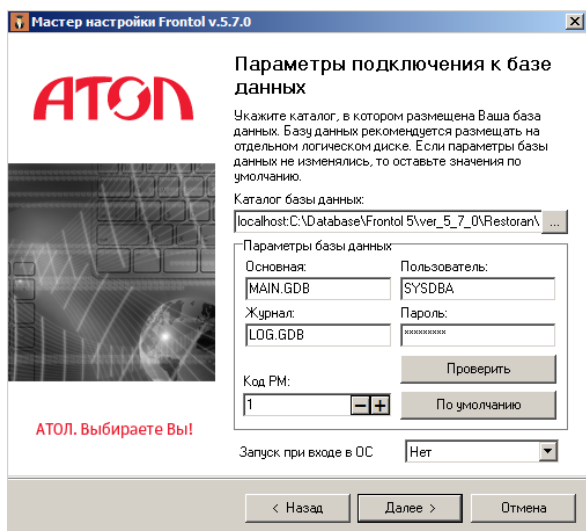 Мастер настройки Frontol v.5.7.0
АТОЛ
Параметры подключения к базе
данных
Укажите каталог, в котором размещена Ваша база
данных. Базу данных рекомендуется размещать на
отдельном логическом диске. Если параметры базы
данных не изменялись, то оставьте значения по
умолчанию.
Каталог базы данных:
localhost:C:\Database\Frontol 5\ver_5_7_0\Restoran\ ...
Параметры базы данных
Основная: Пользователь:
MAIN.GDB SYSDBA
Журнал: Пароль:
LOG.GDB *********
Проверить
Код РМ:
1 По умолчанию
АТОЛ. Выбираете Вы!
Запуск при входе в ОС Нет
< Назад Далее > Отмена